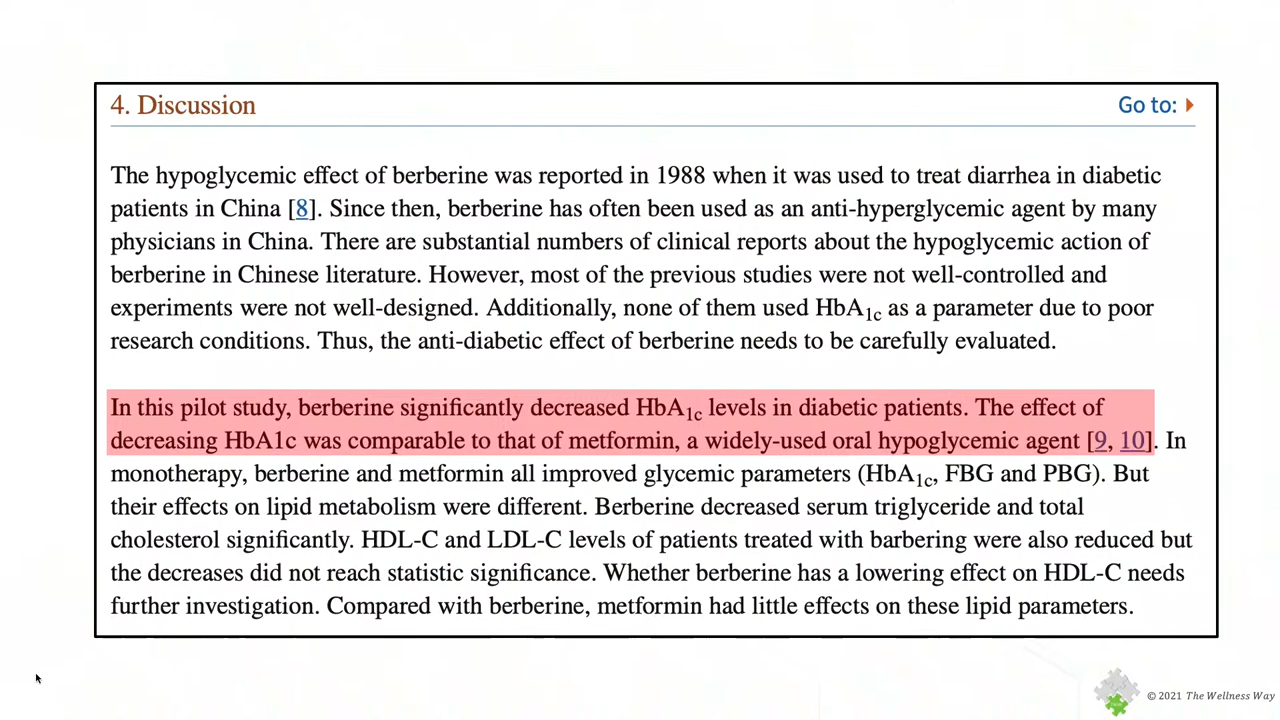 4. Discussion
Go to:
The hypoglycemic effect of berberine was reported in 1988 when it was used to treat diarrhea in diabetic
patients in China [8]. Since then, berberine has often been used as an anti-hyperglycemic agent by many
physicians in China. There are substantial numbers of clinical reports about the hypoglycemic action of
berberine in Chinese literature. However, most of the previous studies were not well-controlled and
experiments were not well-designed. Additionally, none of them used HbA1c as a parameter due to poor
research conditions. Thus, the anti-diabetic effect of berberine needs to be carefully evaluated.
In this pilot study, berberine significantly decreased HbA1c levels in diabetic patients. The effect of
decreasing HbA1c was comparable to that of metformin, a widely-used oral hypoglycemic agent [9, 10]. In
monotherapy, berberine and metformin all improved glycemic parameters (HbA1c, FBG and PBG). But
their effects on lipid metabolism were different. Berberine decreased serum triglyceride and total
cholesterol significantly. HDL-C and LDL-C levels of patients treated with barbering were also reduced but
the decreases did not reach statistic significance. Whether berberine has a lowering effect on HDL-C needs
further investigation. Compared with berberine, metformin had little effects on these lipid parameters.
© 2021 The Wellness Way